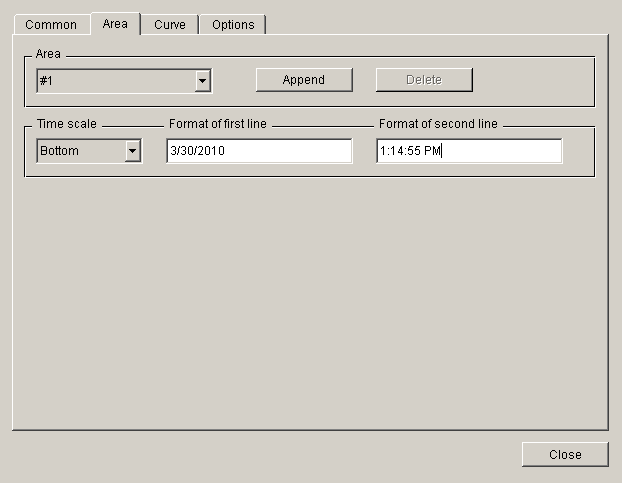 Common Area Curve Options
Area
#1 Append Delete
Time scale Format of first line Format of second line
Bottom 3/30/2010 1:14:55 PM
Close